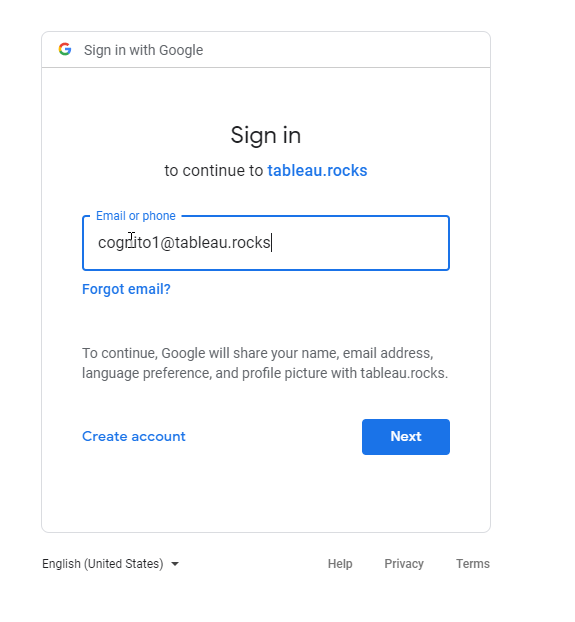 Sign in with Google
Sign in
to continue to tableau.rocks
Email or phone
cognito1@tableau.rocks
Forgot email?
To continue, Google will share your name, email address,
language preference, and profile picture with tableau.rocks.
Create account
Next
English (United States)
Help
Privacy
Terms